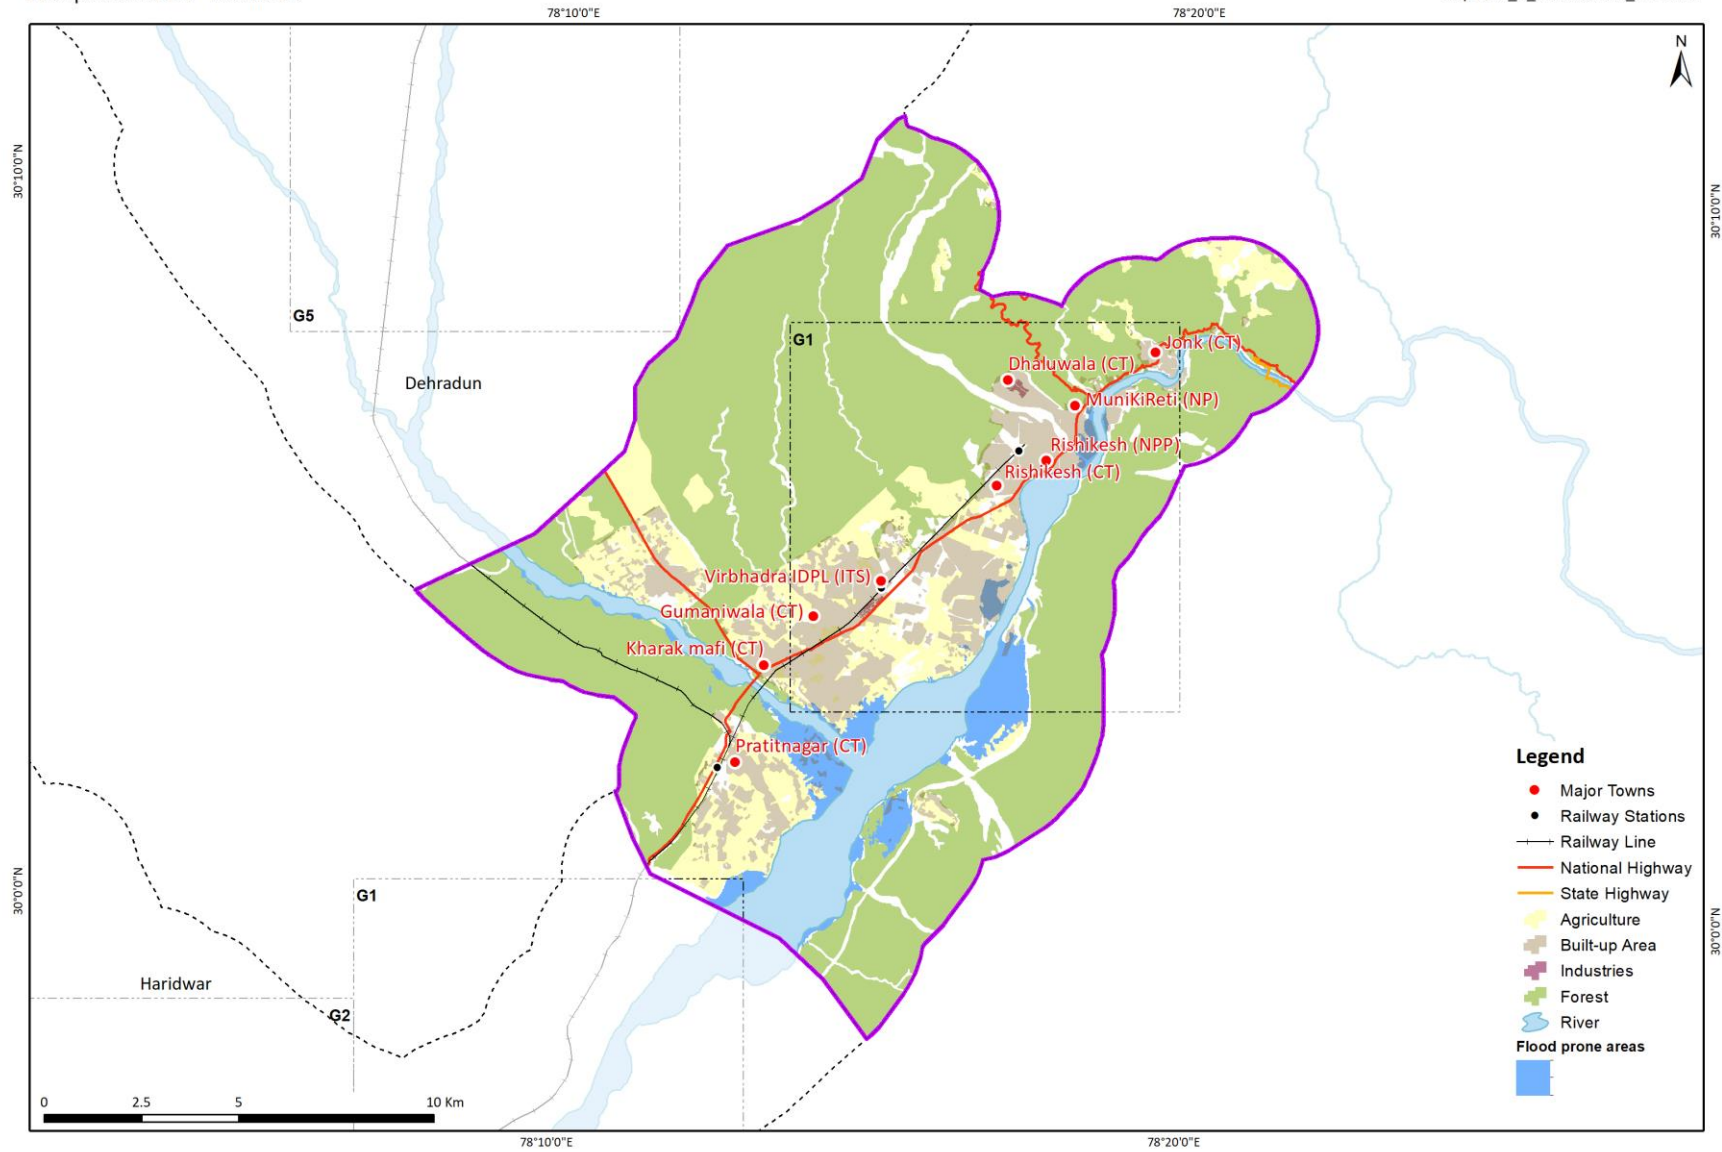 78°10'0"E
78°20'0"E
N
30°10'0"N
30°10'0"N
G5
G1
Jonk (CT)
Dhaluwala (CT)
Dehradun
MuniKiReti (NP)
Rishikesh (NPP)
Rishikesh (CT)
Virbhadra IDPL (ITS)
Gumaniwala (CT)
Kharak mafi (CT)
Pratitnagar (CT)
Legend
Major Towns
Railway Stations
Railway Line
National Highway
State Highway
Agriculture
Built-up Area
Industries
Forest
River
Flood prone areas
30°0'0"N
30°0'0"N
G1
Haridwar
G2
0 2.5 5 10 Km
78°10'0"E
78°20'0"E